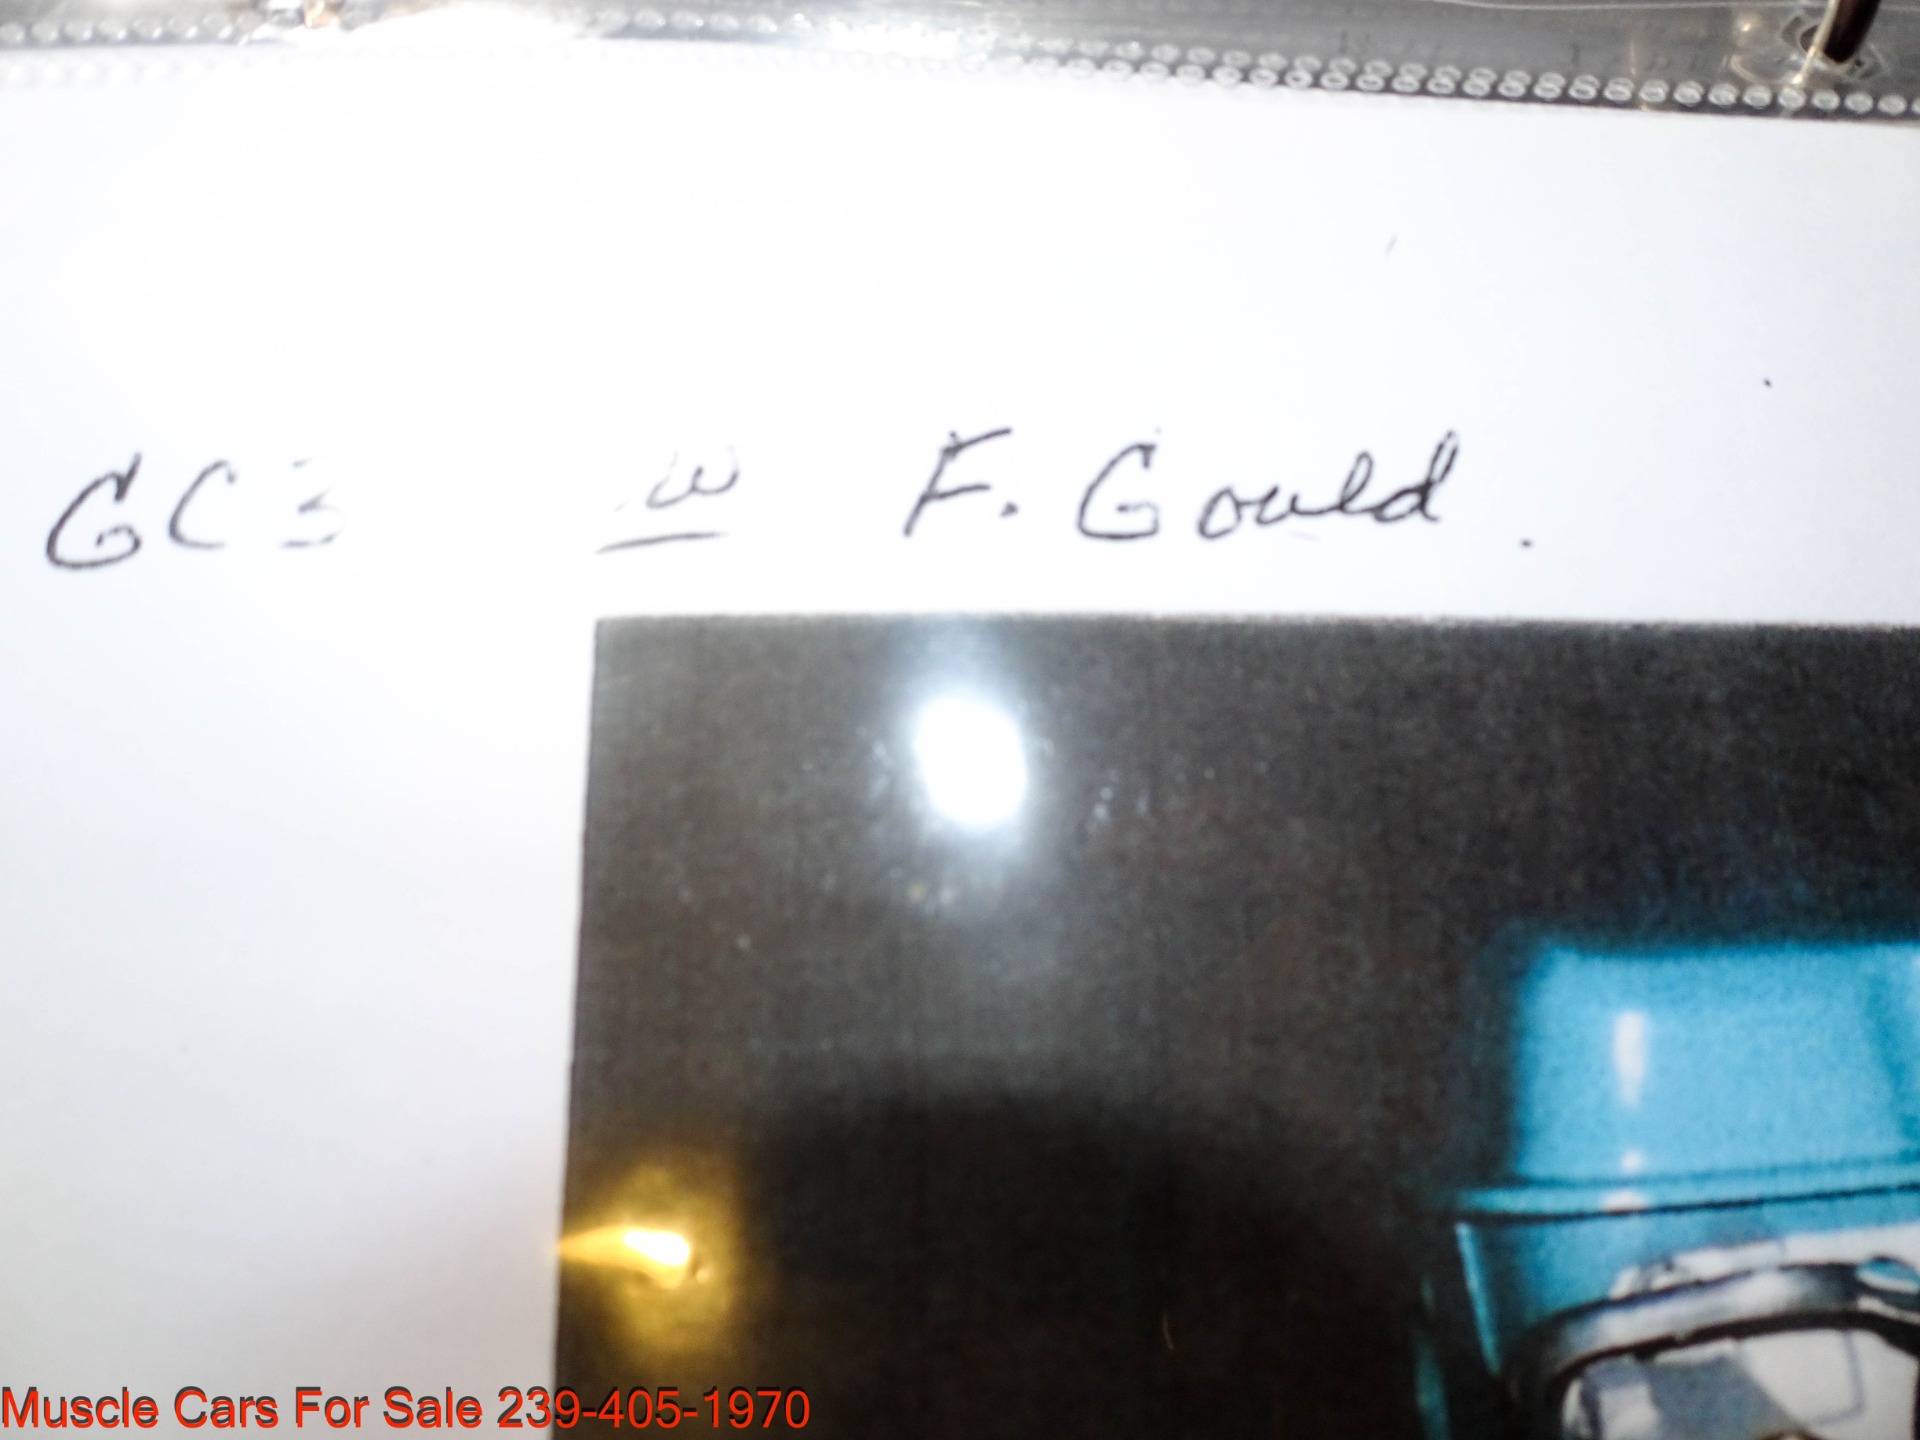 GC3 F. Gould.
Muscle Cars For Sale 239-405-1970